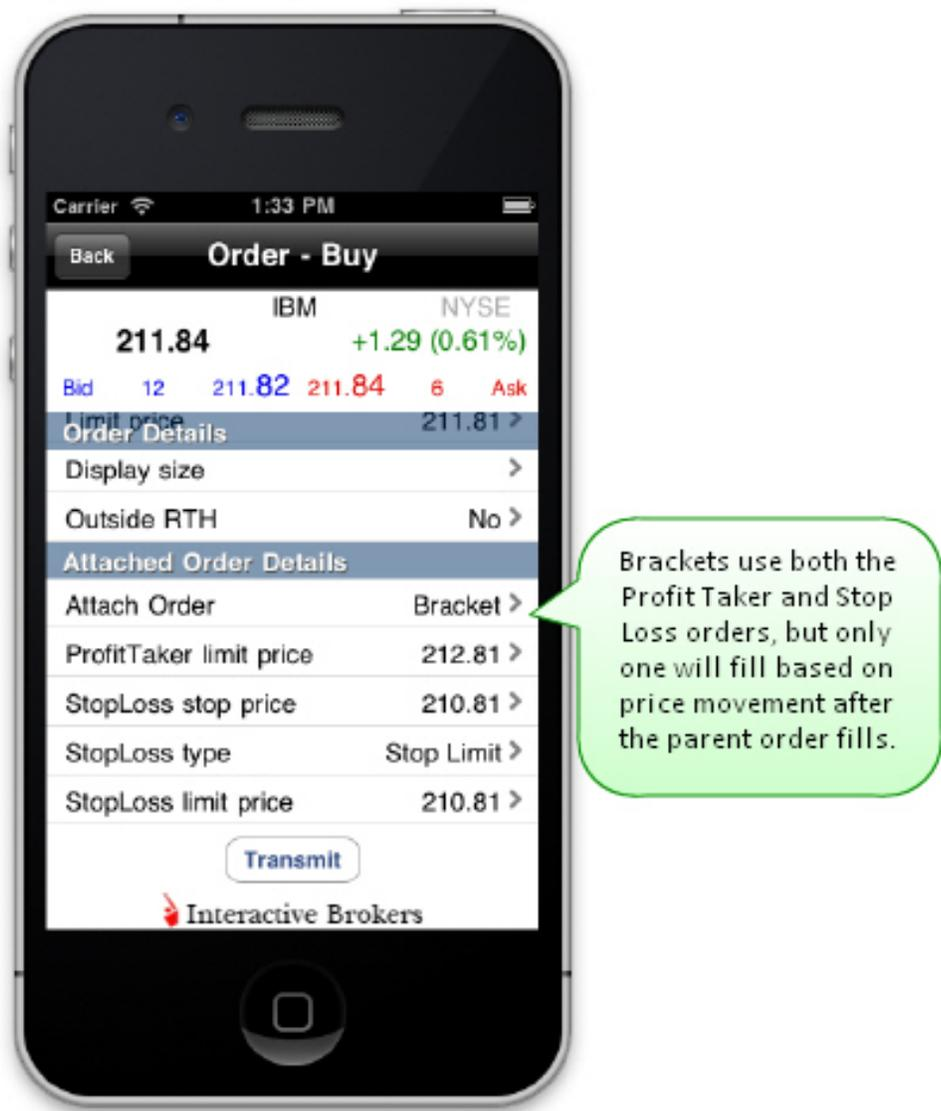 Carrier 1:33 PM
Back Order - Buy
IBM NYSE
211.84 +1.29 (0.61%)
Bid 12 211.82 211.84 6 Ask
Limit price 211.81 >
Order Details
Display size >
Outside RTH No >
Attached Order Details
Attach Order Bracket >
ProfitTaker limit price 212.81 >
StopLoss stop price 210.81 >
StopLoss type Stop Limit >
StopLoss limit price 210.81 >
Transmit
Interactive Brokers
Brackets use both the
Profit Taker and Stop
Loss orders, but only
one will fill based on
price movement after
the parent order fills.